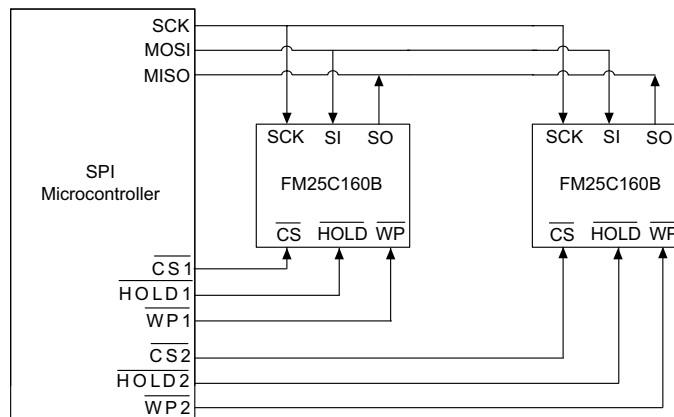 SCK
MOSI
MISO
SCK SI SO
SCK SI SO
SPI
Microcontroller
FM25C160B
FM25C160B
CS HOLD WP
CS HOLD WP
CS1
HOLD1
WP1
CS2
HOLD2
WP2